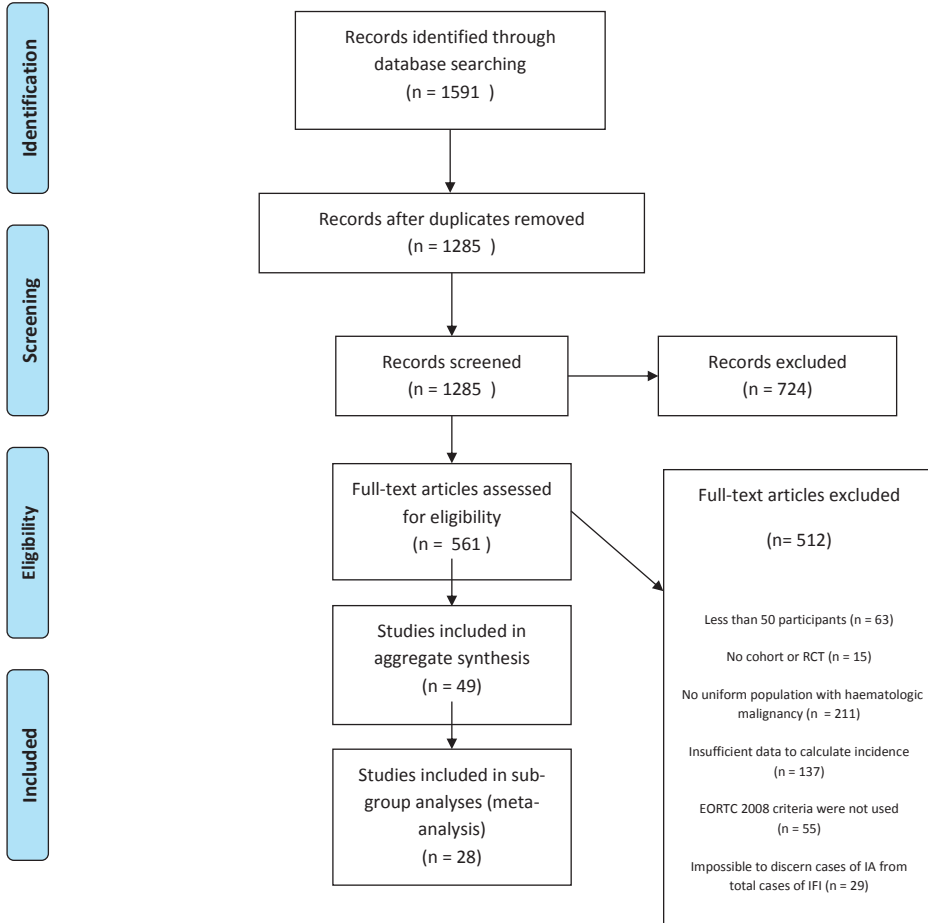 Identification
Records identified through
database searching
(n = 1591  )
Records after duplicates removed
(n = 1285  )
Screening
Records screened
(n = 1285  )
Records excluded
(n = 724)
Eligibility
Full-text articles assessed
for eligibility
(n =  561 )
Full-text articles excluded
(n= 512)
Less than 50 participants (n = 63)
No cohort or RCT (n = 15)
No uniform population with haematologic
malignancy (n  = 211)
Insufficient data to calculate incidence
(n = 137)
EORTC 2008 criteria were not used
(n = 55)
Impossible to discern cases of IA from
total cases of IFI (n = 29)
Studies included in
aggregate synthesis
(n = 49)
Included
Studies included in sub-
group analyses (meta-
analysis)
(n = 28)